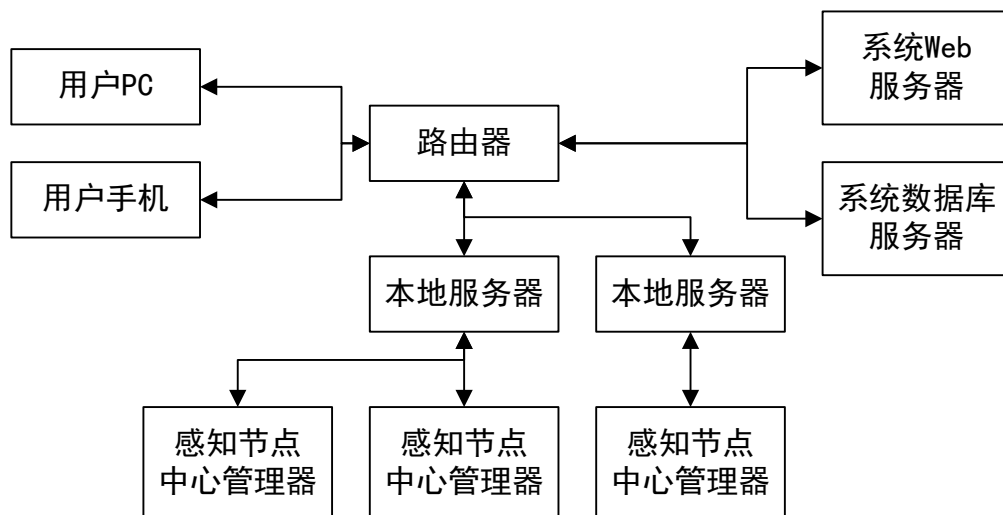 用户PC
用户手机
路由器
系统Web
服务器
系统数据库
服务器
本地服务器
本地服务器
感知节点
中心管理器
感知节点
中心管理器
感知节点
中心管理器